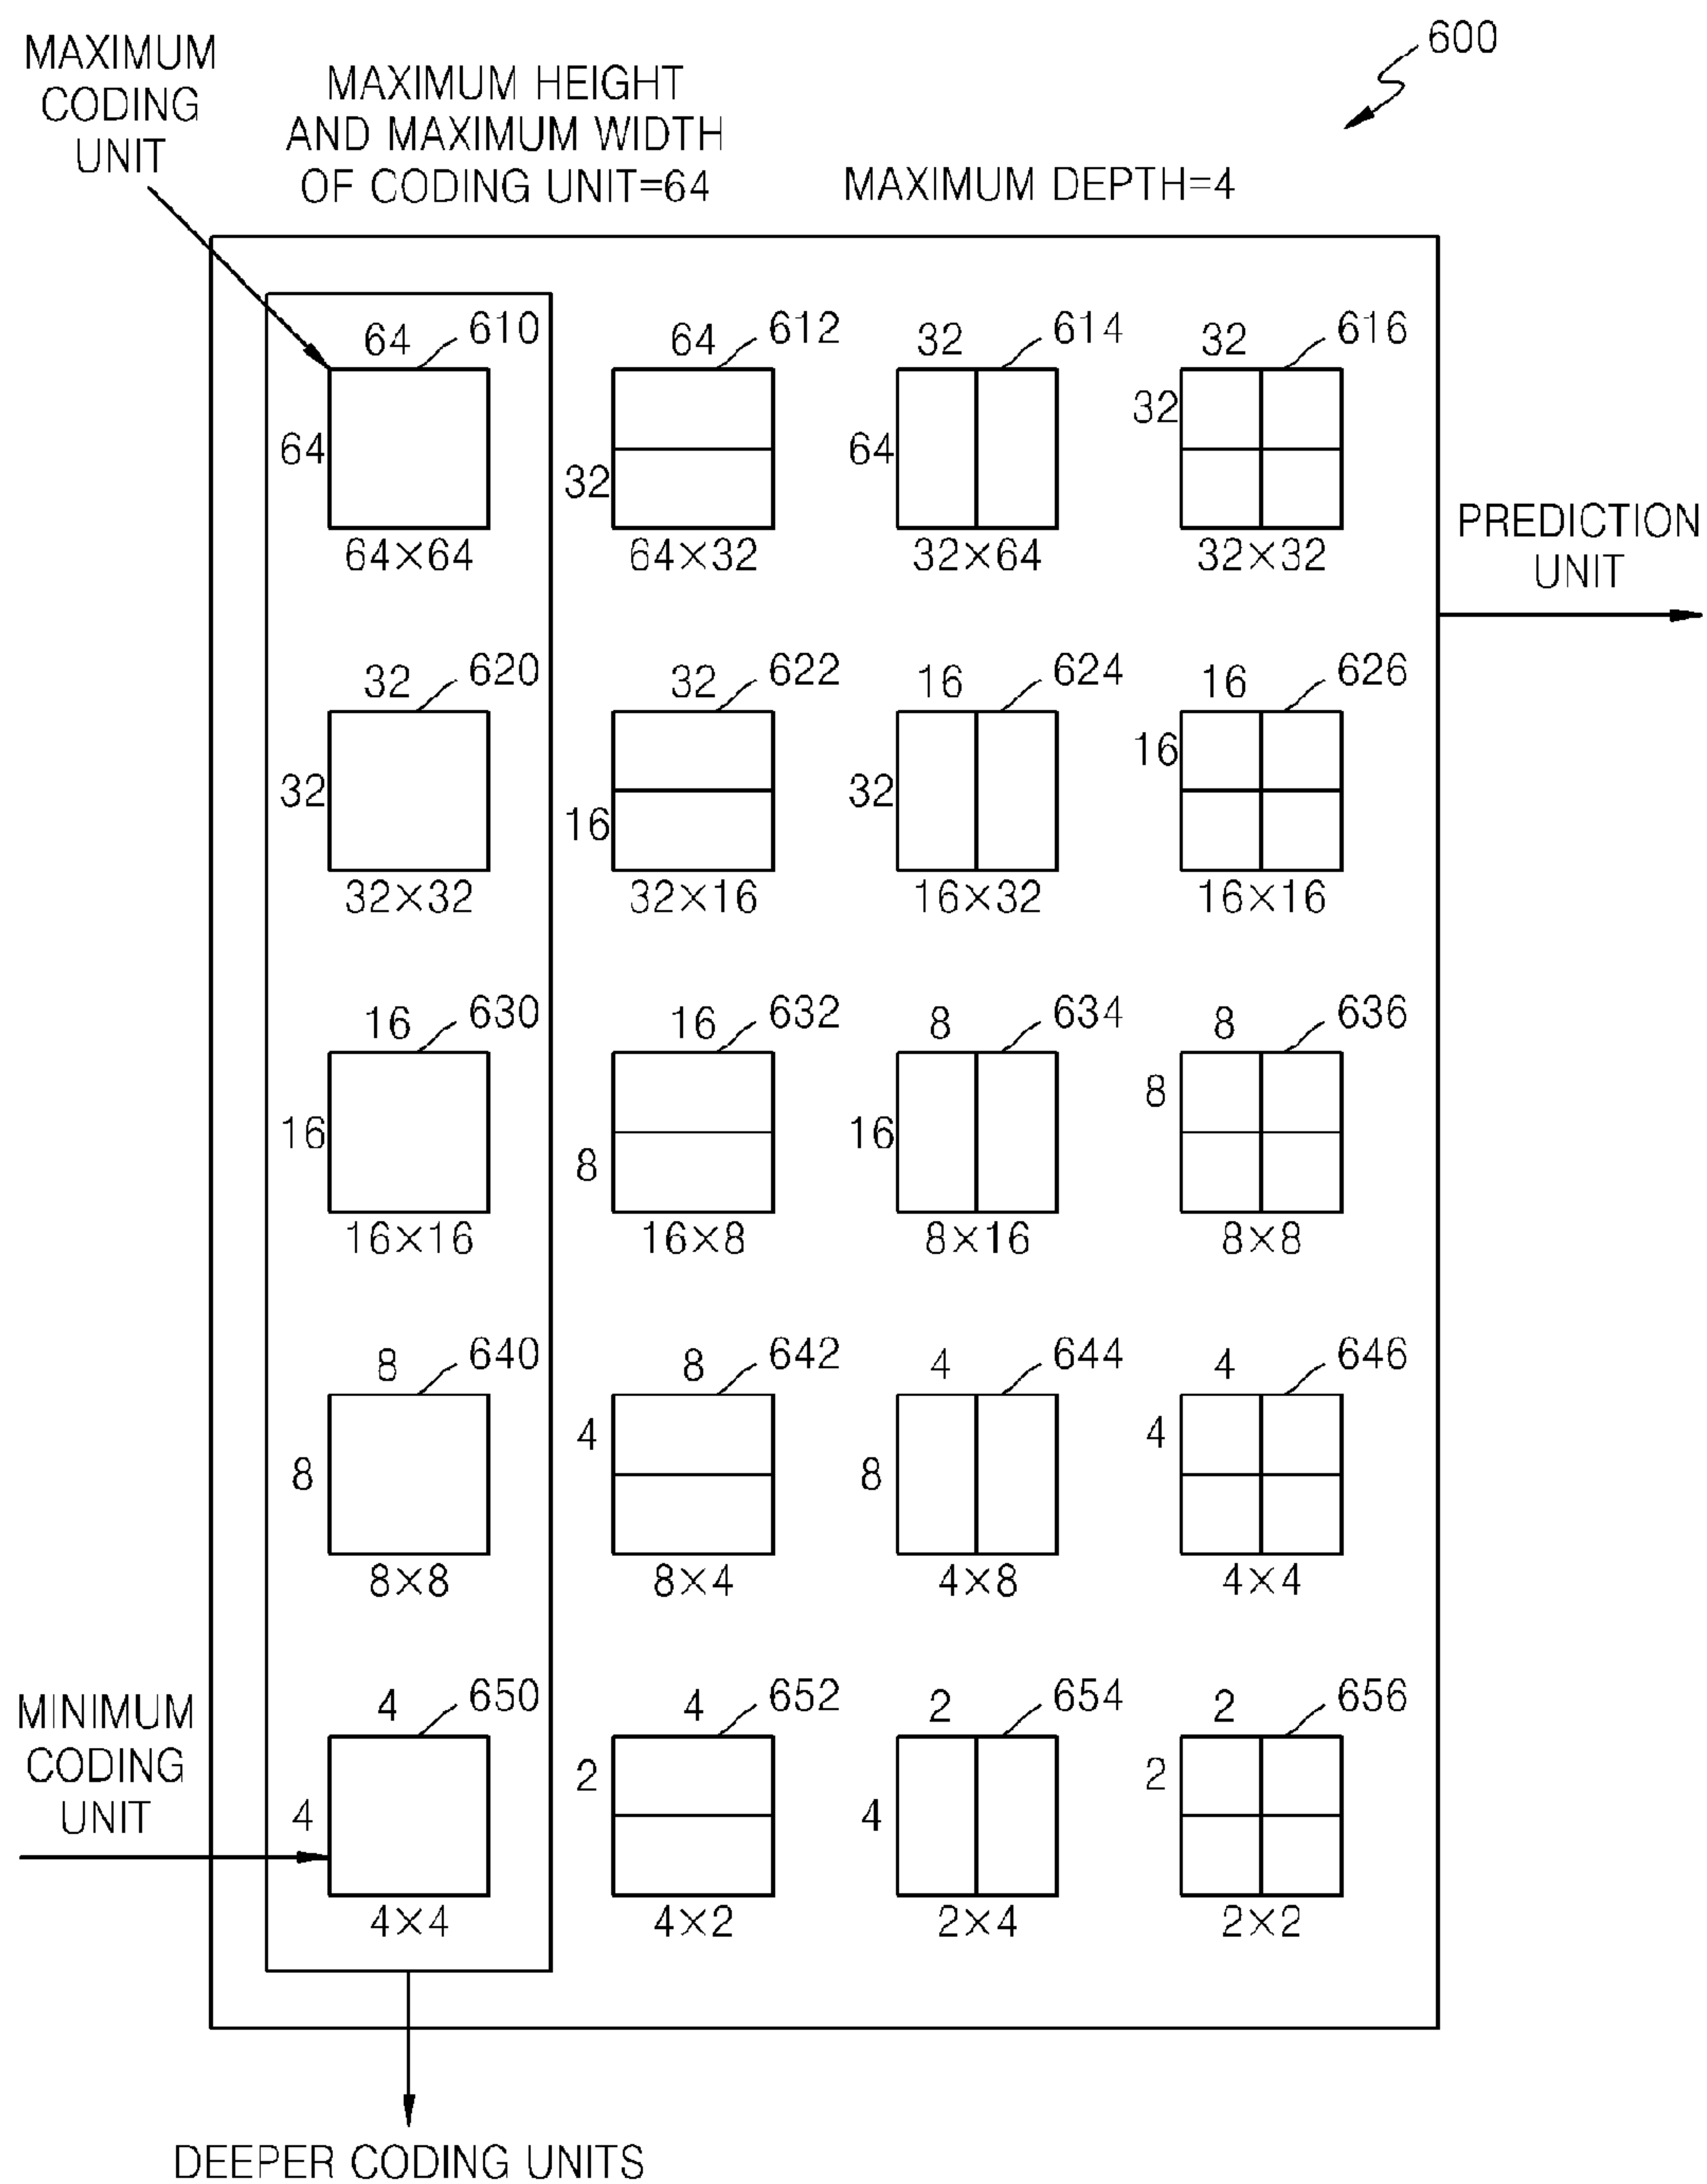 600
MAXIMUM
CODING
UNIT
MAXIMUM HEIGHT
AND MAXIMUM WIDTH
OF CODING UNIT=64
MAXIMUM DEPTH=4
64 610 64 612 32 614 32 616
64 32 64 32
64×64 64×32 32×64 32×32
PREDICTION
UNIT
32 620 32 622 16 624 16 626
32 16 32 16
32×32 32×16 16×32 16×16
16 630 16 632 8 634 8 636
16 8 16 8
16×16 16×8 8×16 8×8
8 640 8 642 4 644 4 646
8 4 8 4
8×8 8×4 4×8 4×4
MINIMUM
CODING
UNIT
4 650 4 652 2 654 2 656
4 2 4 2
4×4 4×2 2×4 2×2
DEEPER CODING UNITS